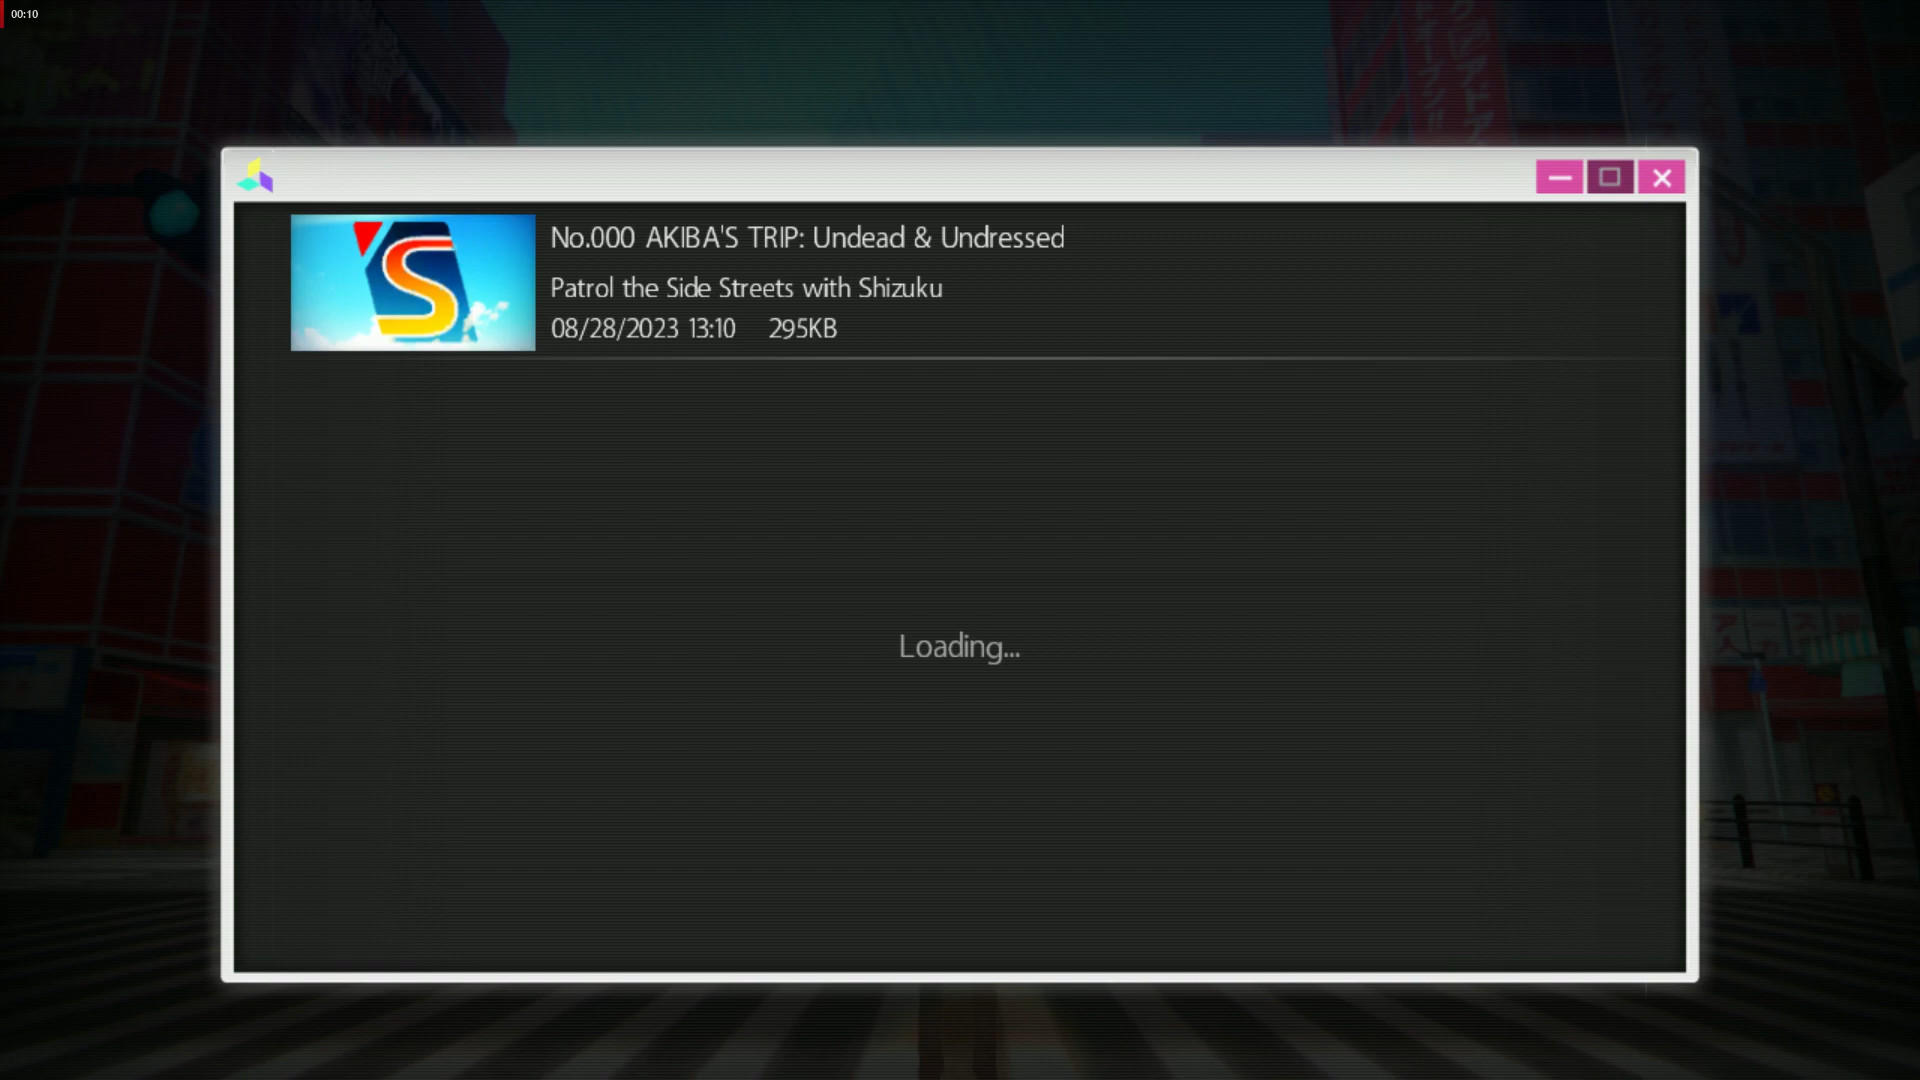 00:10
No.000 AKIBA'S TRIP: Undead & Undressed
Patrol the Side Streets with Shizuku
08/28/2023 13:10 295KB
Loading...